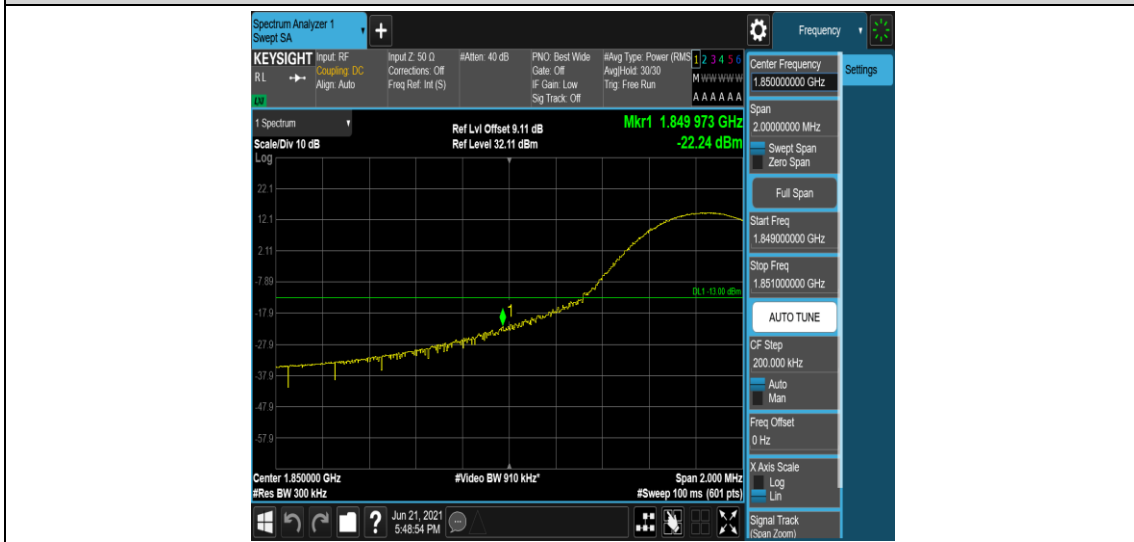 Spectrum Analyzer 1
Swept SA
+
Frequency
KEYSIGHT
RL
Input: RF
Coupling: DC
Align: Auto
Input Z: 50 Ω
Corrections: Off
Freq Ref: Int (S)
#Atten: 40 dB
PNO: Best Wide
Gate: Off
IF Gain: Low
Sig Track: Off
#Avg Type: Power (RMS
Avg|Hold: 30/30
Trig: Free Run
1 2 3 4 5 6
M W W W W W
A A A A A A
1 Spectrum
Scale/Div 10 dB
Ref Lvl Offset 9.11 dB
Ref Level 32.11 dBm
Mkr1 1.849 973 GHz
-22.24 dBm
Log
22.1
12.1
2.11
-7.89
-17.9
-27.9
-37.9
-47.9
-57.9
DL1 -13.00 dBm
1
Center 1.850000 GHz
#Res BW 300 kHz
#Video BW 910 kHz*
Span 2.000 MHz
#Sweep 100 ms (601 pts)
Center Frequency
1.850000000 GHz
Settings
Span
2.00000000 MHz
Swept Span
Zero Span
Full Span
Start Freq
1.849000000 GHz
Stop Freq
1.851000000 GHz
AUTO TUNE
CF Step
200.000 kHz
Auto
Man
Freq Offset
0 Hz
X Axis Scale
Log
Lin
Signal Track
(Span Zoom)
?
Jun 21, 2021
5:48:54 PM